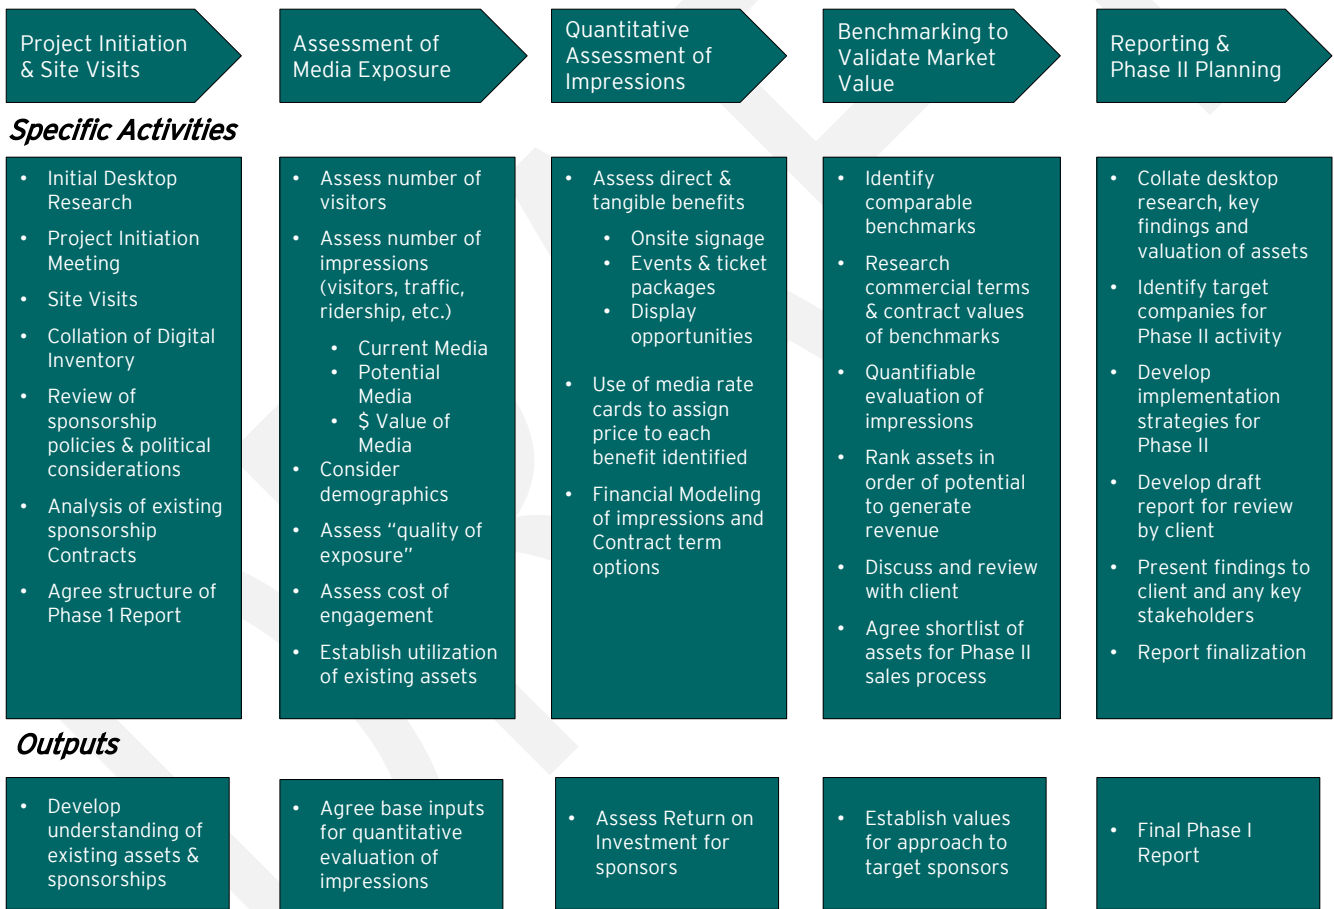 Project Initiation
& Site Visits
Assessment of
Media Exposure
Quantitative
Assessment of
Impressions
Benchmarking to
Validate Market
Value
Reporting &
Phase II Planning
Specific Activities
• Initial Desktop
Research
• Project Initiation
Meeting
• Site Visits
• Collation of Digital
Inventory
• Review of
sponsorship
policies & political
considerations
• Analysis of existing
sponsorship
Contracts
• Agree structure of
Phase 1 Report
• Assess number of
visitors
• Assess number of
impressions
(visitors, traffic,
ridership, etc.)
• Current Media
• Potential
Media
• $ Value of
Media
• Consider
demographics
• Assess “quality of
exposure”
• Assess cost of
engagement
• Establish utilization
of existing assets
• Assess direct &
tangible benefits
• Onsite signage
• Events & ticket
packages
• Display
opportunities
• Use of media rate
cards to assign
price to each
benefit identified
• Financial Modeling
of impressions and
Contract term
options
• Identify
comparable
benchmarks
• Research
commercial terms
& contract values
of benchmarks
• Quantifiable
evaluation of
impressions
• Rank assets in
order of potential
to generate
revenue
• Discuss and review
with client
• Agree shortlist of
assets for Phase II
sales process
• Collate desktop
research, key
findings and
valuation of assets
• Identify target
companies for
Phase II activity
• Develop
implementation
strategies for
Phase II
• Develop draft
report for review
by client
• Present findings to
client and any key
stakeholders
• Report finalization
Outputs
• Develop
understanding of
existing assets &
sponsorships
• Agree base inputs
for quantitative
evaluation of
impressions
• Assess Return on
Investment for
sponsors
• Establish values
for approach to
target sponsors
• Final Phase I
Report